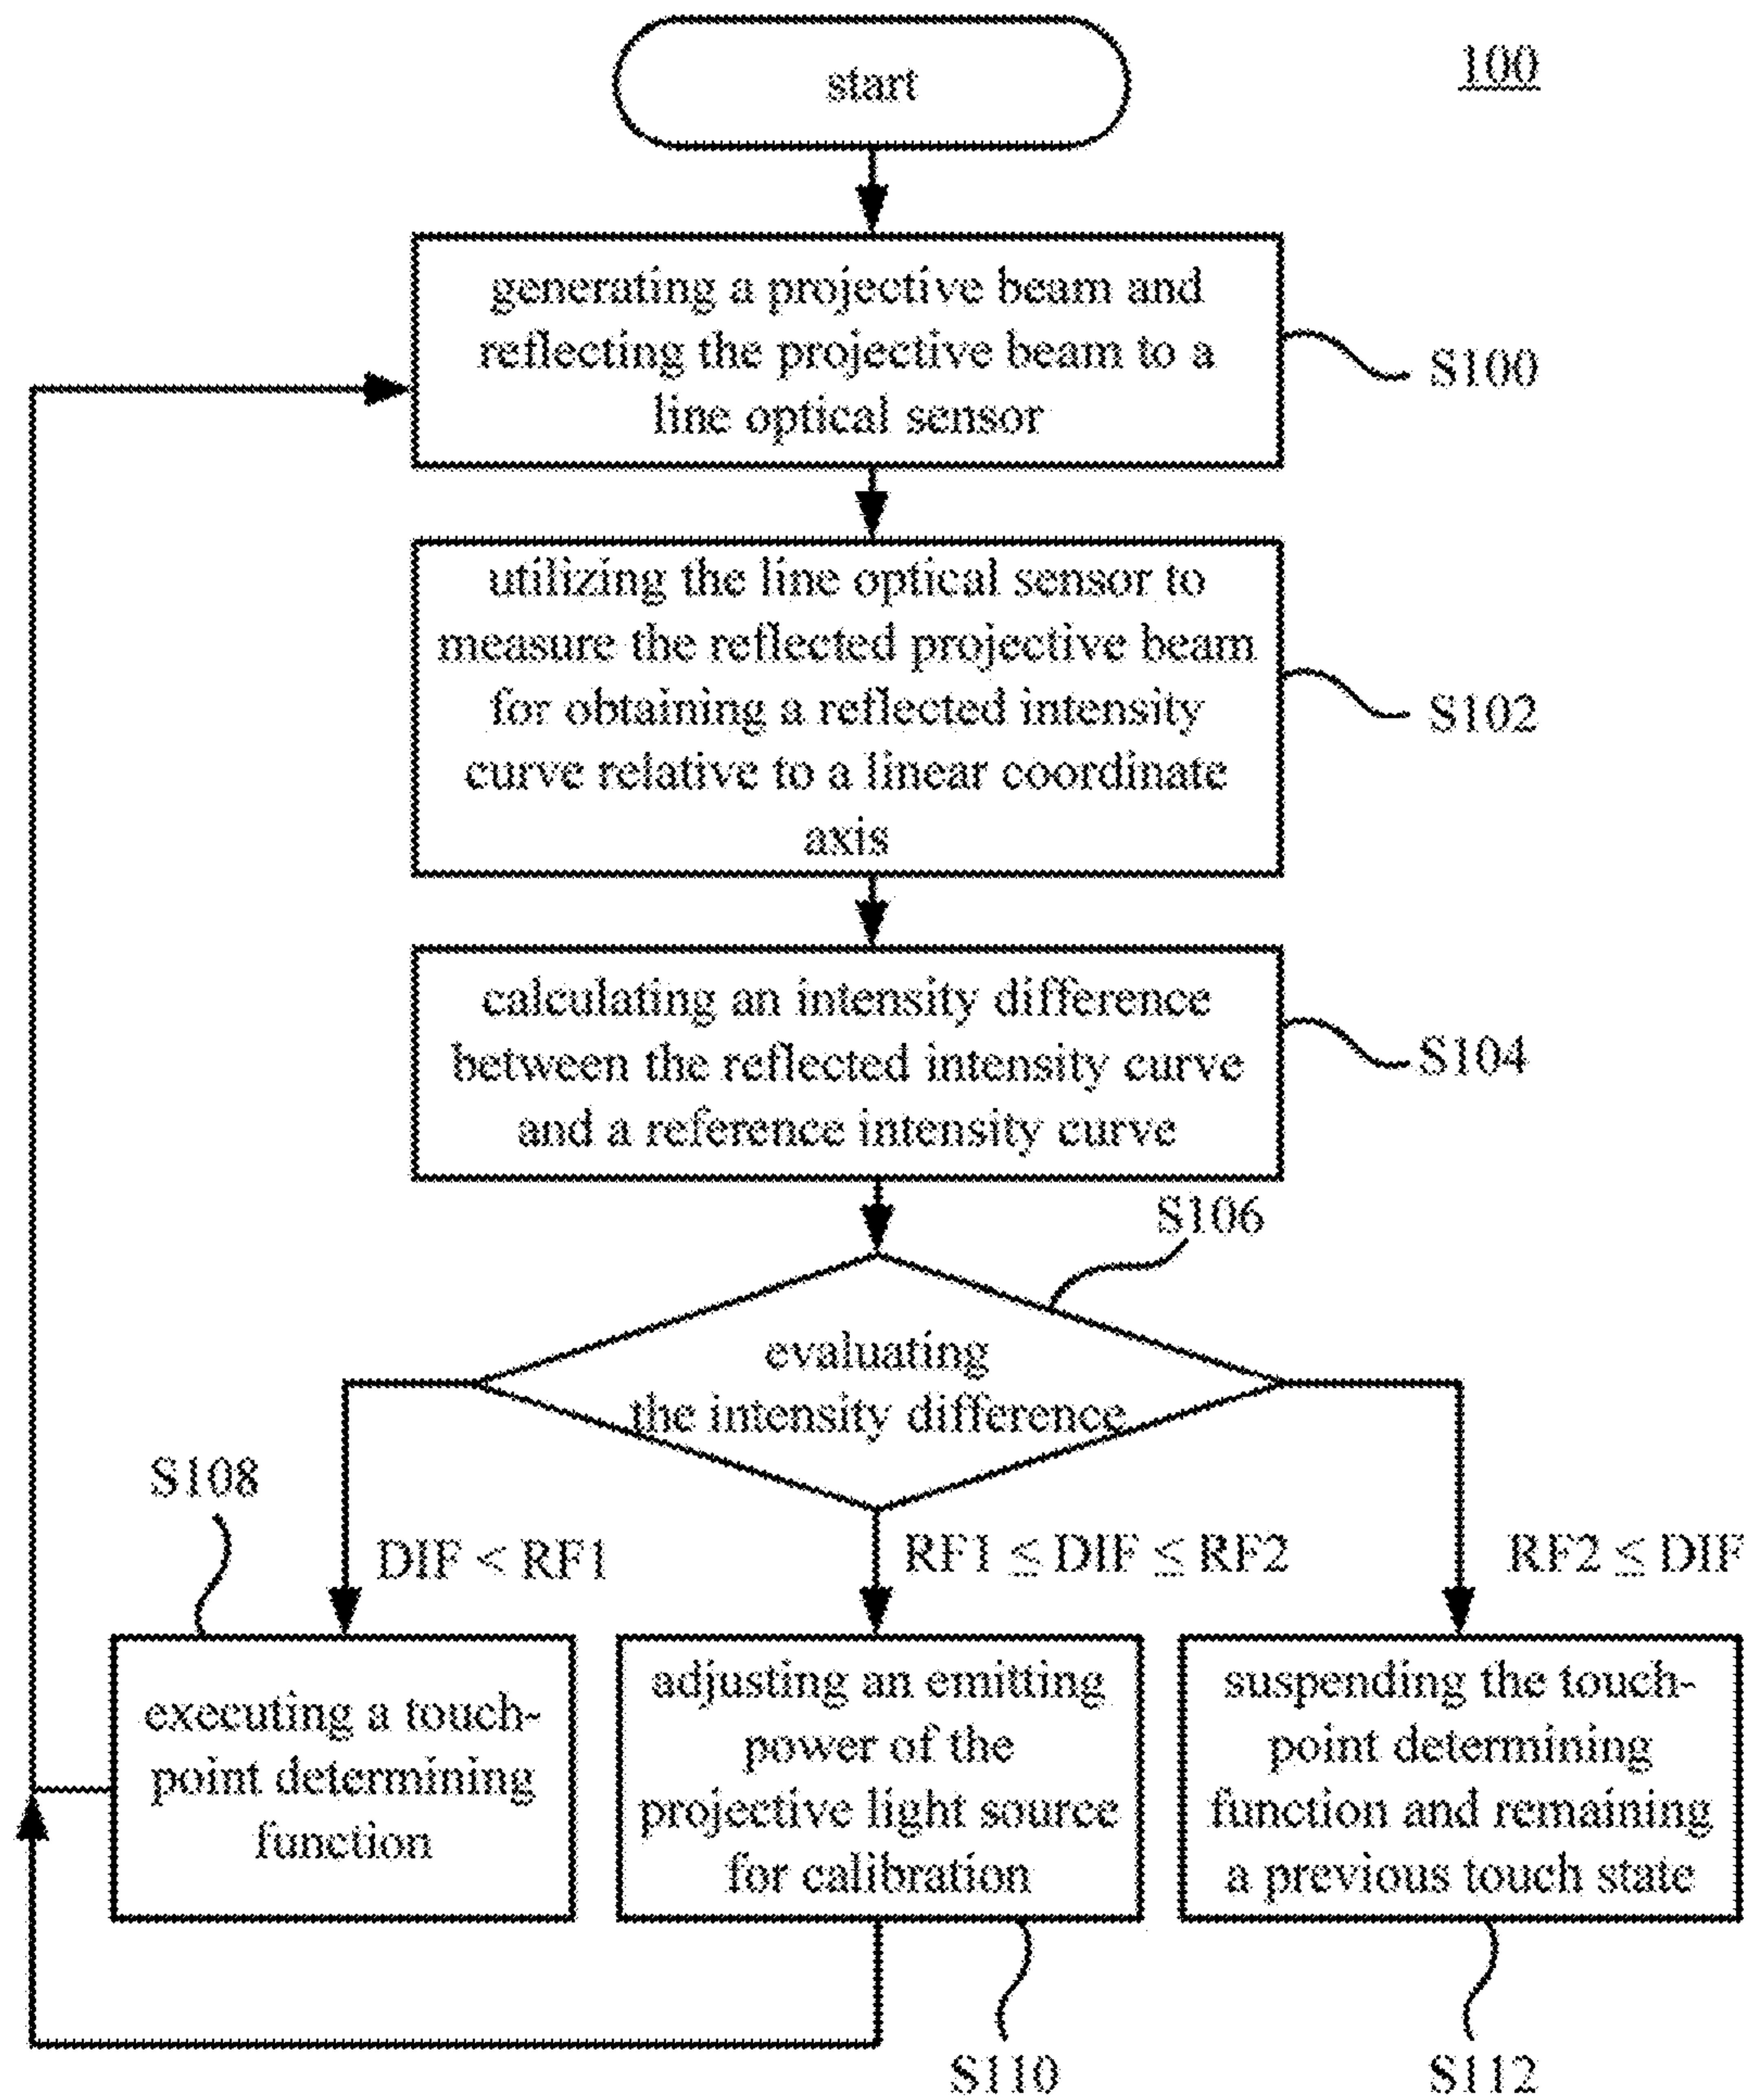 start
100
generating a projective beam and
reflecting the projective beam to a
line optical sensor
S100
utilizing the line optical sensor to
measure the reflected projective beam
for obtaining a reflected intensity
curve relative to a linear coordinate
axis
S102
calculating an intensity difference
between the reflected intensity curve
and a reference intensity curve
S104
S106
evaluating
the intensity difference
S108
DIF < RF1
RF1 ≤ DIF ≤ RF2
RF2 ≤ DIF
executing a touch-
point determining
function
adjusting an emitting
power of the
projective light source
for calibration
suspending the touch-
point determining
function and remaining
a previous touch state
S110
S112